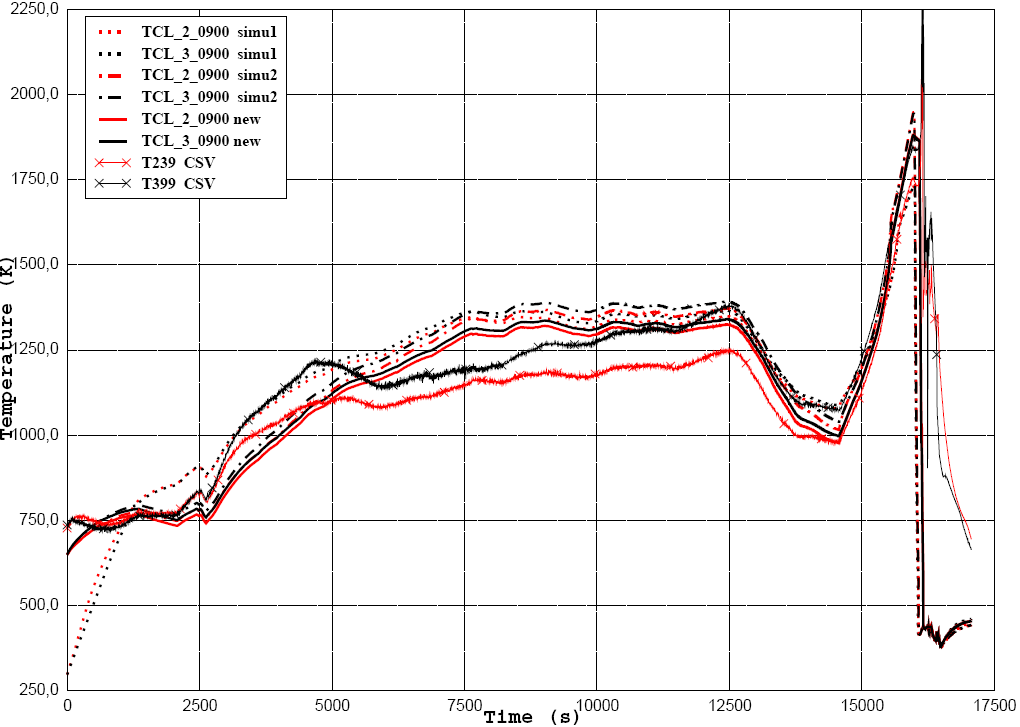 2250,0
2000,0
1750,0
1500,0
1250,0
1000,0
750,0
500,0
250,0
Temperature (K)
TCL_2_0900 simu1
TCL_3_0900 simu1
TCL_2_0900 simu2
TCL_3_0900 simu2
TCL_2_0900 new
TCL_3_0900 new
T239 CSV
T399 CSV
0 2500 5000 7500 10000 12500 15000 17500
Time (s)